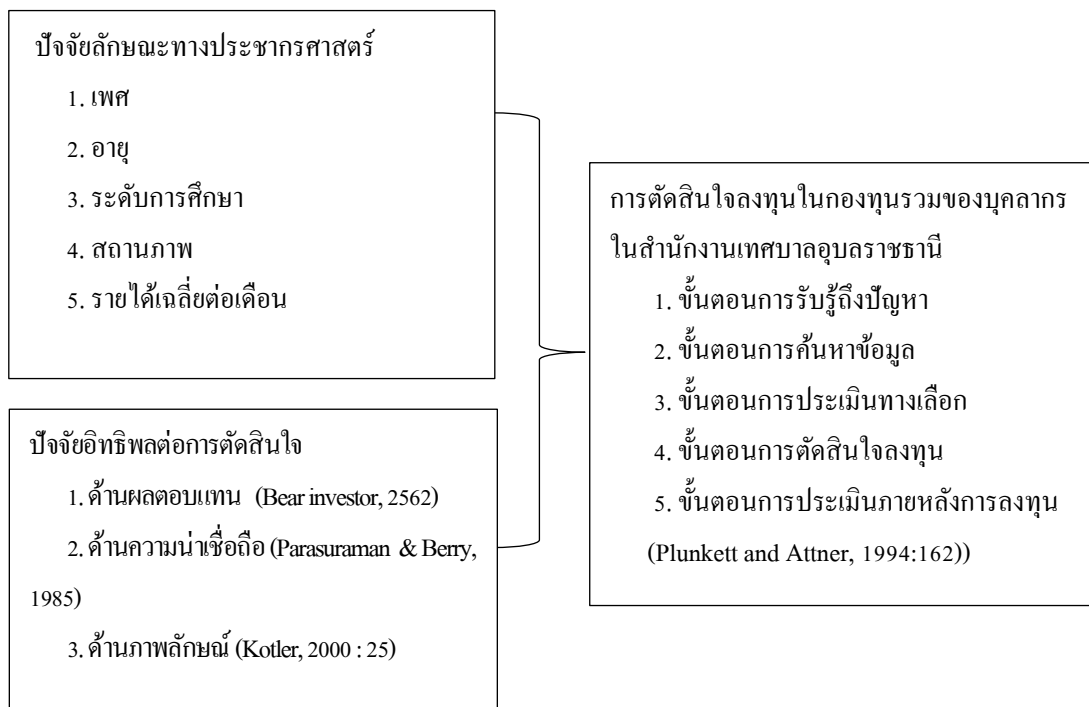 ปัจจัยลักษณะทางประชากรศาสตร์
1. เพศ
2. อายุ
3. ระดับการศึกษา
4. สถานภาพ
5. รายได้เฉลี่ยต่อเดือน
ปัจจัยอิทธิพลต่อการตัดสินใจ
1. ด้านผลตอบแทน (Bear investor, 2562)
2. ด้านความน่าเชื่อถือ (Parasuraman & Berry,
1985)
3. ด้านภาพลักษณ์ (Kotler, 2000 : 25)
การตัดสินใจลงทุนในกองทุนรวมของบุคลากร
ในสำนักงานเทศบาลอุบลราชธานี
1. ขั้นตอนการรับรู้ถึงปัญหา
2. ขั้นตอนการค้นหาข้อมูล
3. ขั้นตอนการประเมินทางเลือก
4. ขั้นตอนการตัดสินใจลงทุน
5. ขั้นตอนการประเมินภายหลังการลงทุน
(Plunkett and Attner, 1994:162))